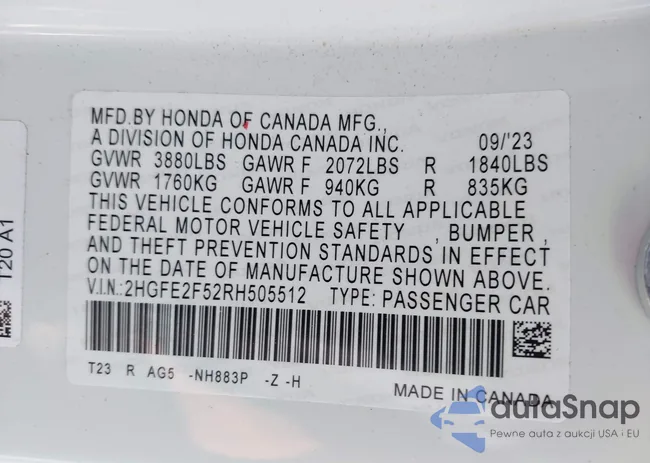 MFD.BY HONDA OF CANADA MFG.,
A DIVISION OF HONDA CANADA INC. 09/'23
GVWR 3880LBS GAWR F 2072LBS R 1840LBS
GVWR 1760KG GAWR F 940KG R 835KG
THIS VEHICLE CONFORMS TO ALL APPLICABLE
FEDERAL MOTOR VEHICLE SAFETY , BUMPER ,
AND THEFT PREVENTION STANDARDS IN EFFECT
ON THE DATE OF MANUFACTURE SHOWN ABOVE.
V.I.N.:2HGFE2F52RH505512 TYPE: PASSENGER CAR
T23 R AG5 -NH883P -Z -H
MADE IN CANADA
T20 A1
autaSnap
Pewne auta z aukcji USA i EU